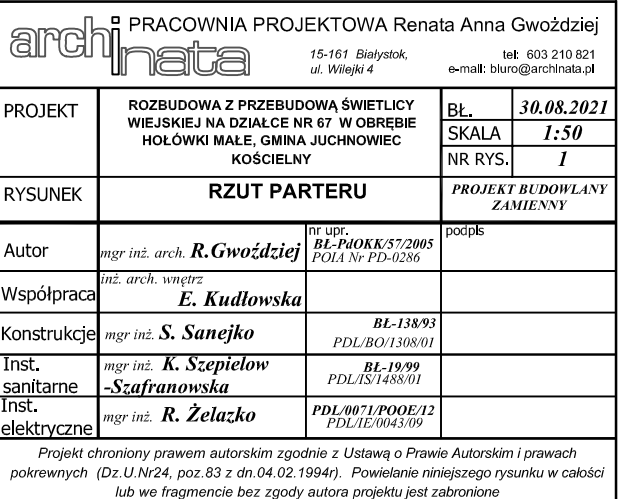 archinata
PRACOWNIA PROJEKTOWA Renata Anna Gwoździej
15-161 Białystok,
ul. Wilejki 4
tel: 603 210 821
e-mail: biuro@archinata.pl
PROJEKT
ROZBUDOWA Z PRZEBUDOWĄ ŚWIETLICY
WIEJSKIEJ NA DZIAŁCE NR 67 W OBRĘBIE
HOŁÓWKI MAŁE, GMINA JUCHNOWIEC
KOŚCIELNY
BŁ. 30.08.2021
SKALA 1:50
NR RYS. 1
RYSUNEK
RZUT PARTERU
PROJEKT BUDOWLANY
ZAMIENNY
nr upr.
podpis
Autor
mgr inż. arch. R.Gwoździej
BŁ-PdOKK/57/2005
POIA Nr PD-0286
Współpraca
inż. arch. wnętrz
E. Kudłowska
Konstrukcje
mgr inż. S. Sanejko
BŁ-138/93
PDL/BO/1308/01
Inst.
sanitarne
mgr inż. K. Szepielow
-Szafranowska
BŁ-19/99
PDL/IS/1488/01
Inst.
elektryczne
mgr inż. R. Żelazko
PDL/0071/POOE/12
PDL/IE/0043/09
Projekt chroniony prawem autorskim zgodnie z Ustawą o Prawie Autorskim i prawach
pokrewnych (Dz.U.Nr24, poz.83 z dn.04.02.1994r). Powielanie niniejszego rysunku w całości
lub we fragmencie bez zgody autora projektu jest zabronione